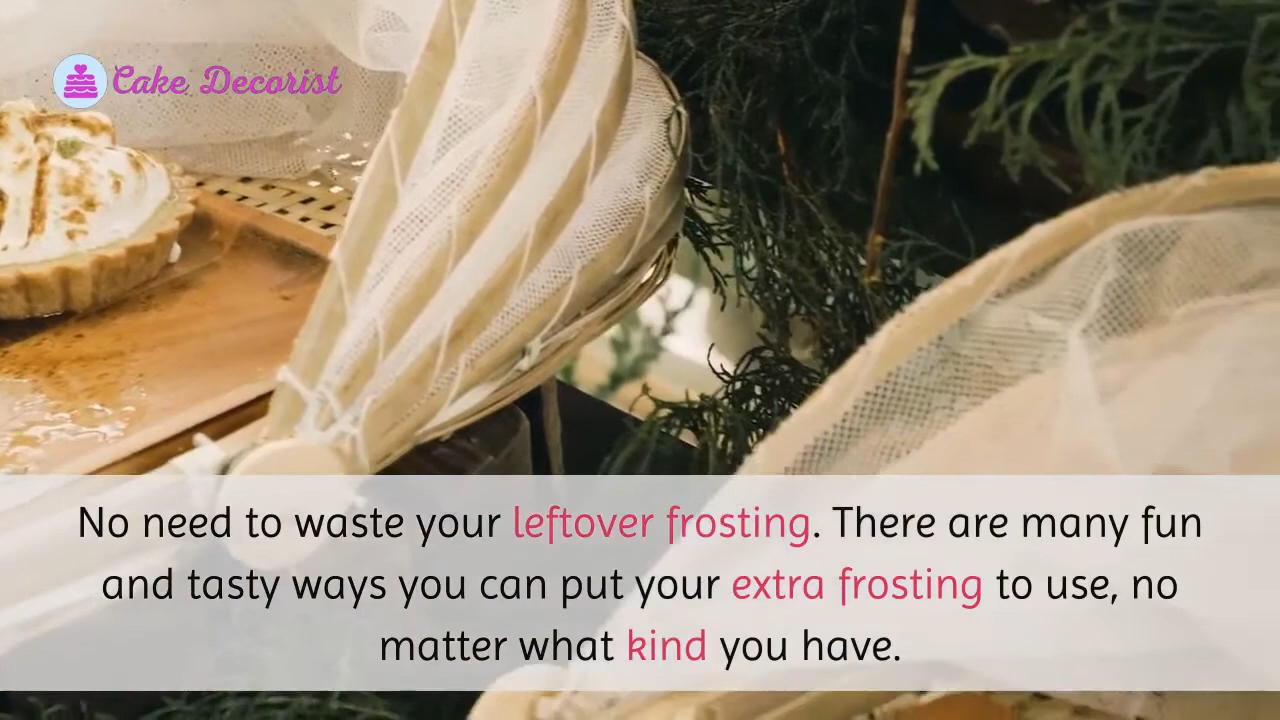 Cake Decorist
No need to waste your leftover frosting. There are many fun
and tasty ways you can put your extra frosting to use, no
matter what kind you have.